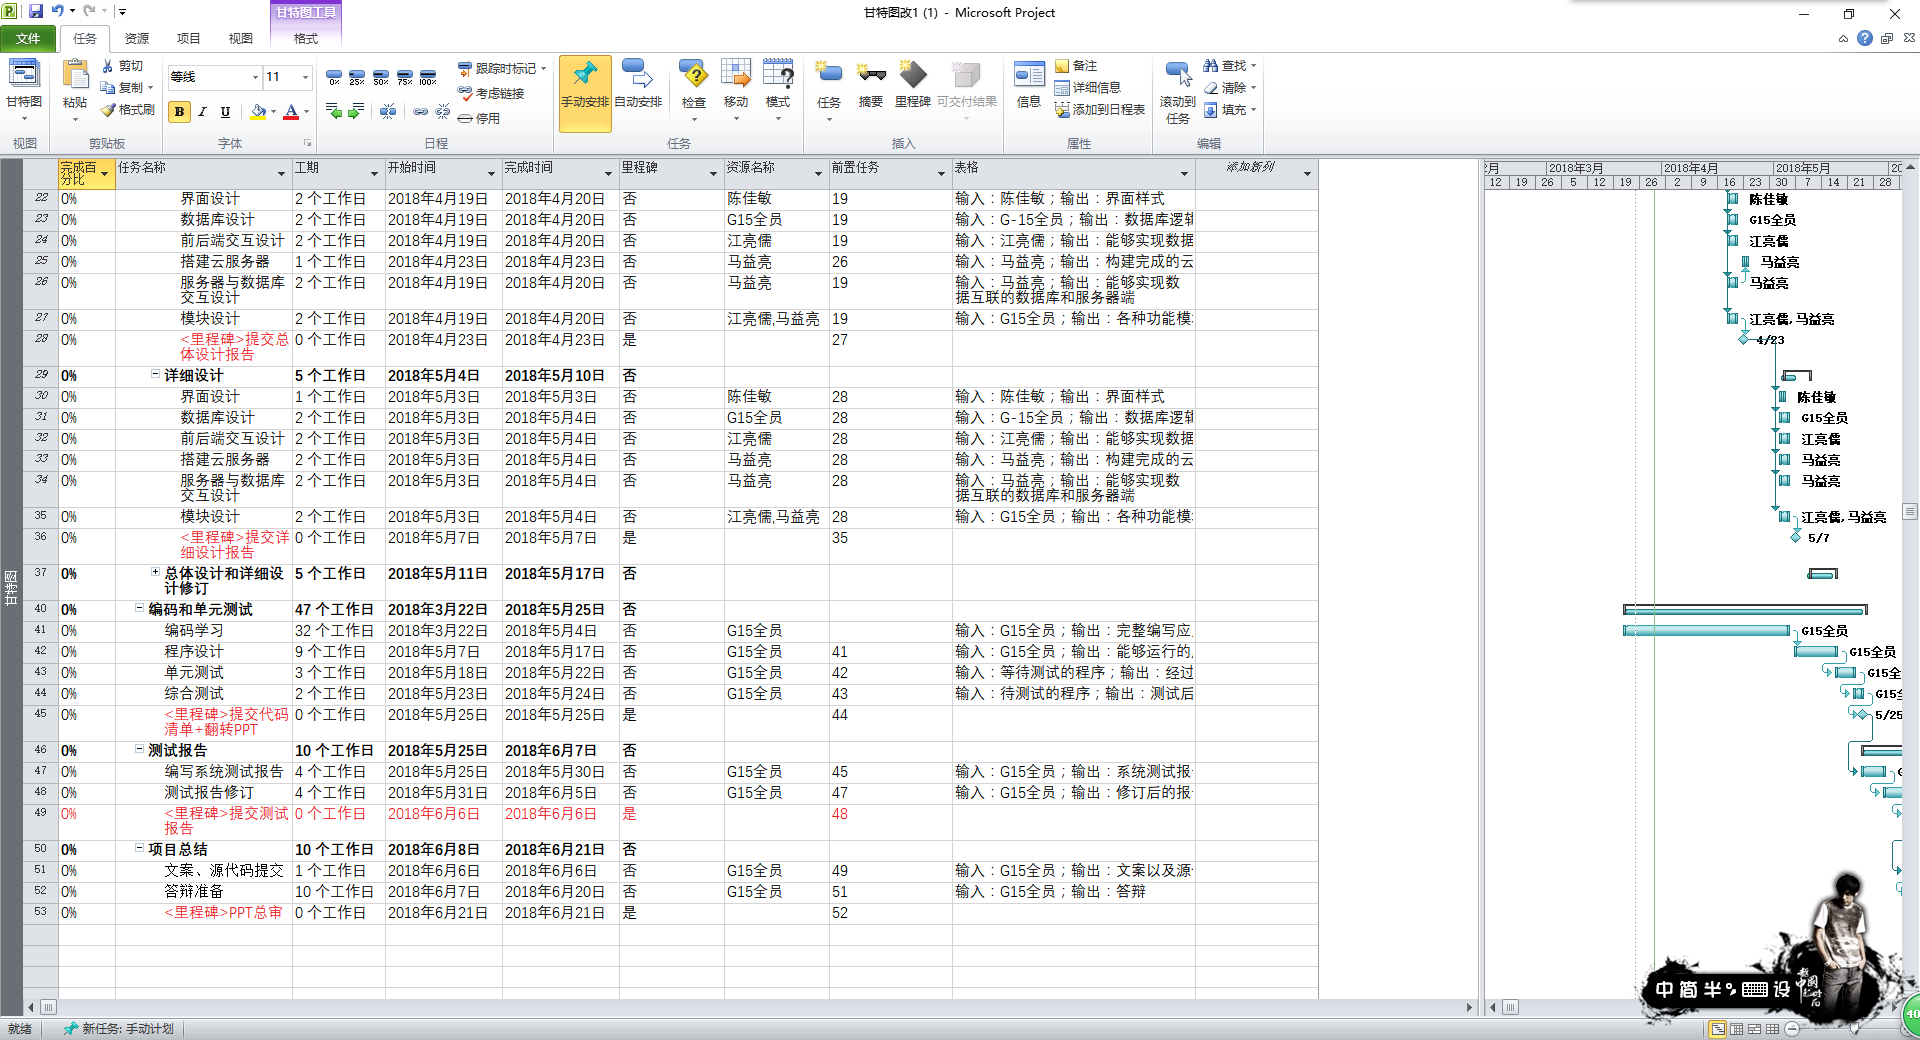 甘特图工具
甘特图改1 (1) - Microsoft Project
文件 任务 资源 项目 视图 格式
甘特图
粘贴
剪切
复制
格式刷
等线 11
B I U A
0% 25% 50% 75% 100%
跟踪时标记
考虑链接
停用
手动安排 自动安排 检查 移动 模式
任务 摘要 里程碑 可交付结果
信息
备注
详细信息
添加到日程表
滚动到
任务
查找
清除
填充
视图 剪贴板 字体 日程 任务 插入 属性 编辑
完成百分比 任务名称 工期 开始时间 完成时间 里程碑 资源名称 前置任务 表格 添加新列
22 0% 界面设计 2 个工作日 2018年4月19日 2018年4月20日 否 陈佳敏 19 输入：陈佳敏；输出：界面样式
23 0% 数据库设计 2 个工作日 2018年4月19日 2018年4月20日 否 G15全员 19 输入：G-15全员；输出：数据库逻辑
24 0% 前后端交互设计 2 个工作日 2018年4月19日 2018年4月20日 否 江亮儒 19 输入：江亮儒；输出：能够实现数据
25 0% 搭建云服务器 1 个工作日 2018年4月23日 2018年4月23日 否 马益亮 26 输入：马益亮；输出：构建完成的云
26 0% 服务器与数据库 2 个工作日 2018年4月19日 2018年4月20日 否 马益亮 19 输入：马益亮；输出：能够实现数
交互设计 据互联的数据库和服务器端
27 0% 模块设计 2 个工作日 2018年4月19日 2018年4月20日 否 江亮儒,马益亮 19 输入：G15全员；输出：各种功能模
28 0% <里程碑>提交总 0 个工作日 2018年4月23日 2018年4月23日 是 27
体设计报告
29 0% 详细设计 5 个工作日 2018年5月4日 2018年5月10日 否
30 0% 界面设计 1 个工作日 2018年5月3日 2018年5月3日 否 陈佳敏 28 输入：陈佳敏；输出：界面样式
31 0% 数据库设计 2 个工作日 2018年5月3日 2018年5月4日 否 G15全员 28 输入：G-15全员；输出：数据库逻辑
32 0% 前后端交互设计 2 个工作日 2018年5月3日 2018年5月4日 否 江亮儒 28 输入：江亮儒；输出：能够实现数据
33 0% 搭建云服务器 2 个工作日 2018年5月3日 2018年5月4日 否 马益亮 28 输入：马益亮；输出：构建完成的云
34 0% 服务器与数据库 2 个工作日 2018年5月3日 2018年5月4日 否 马益亮 28 输入：马益亮；输出：能够实现数
交互设计 据互联的数据库和服务器端
35 0% 模块设计 2 个工作日 2018年5月3日 2018年5月4日 否 江亮儒,马益亮 28 输入：G15全员；输出：各种功能模
36 0% <里程碑>提交详 0 个工作日 2018年5月7日 2018年5月7日 是 35
细设计报告
37 0% 总体设计和详细设 5 个工作日 2018年5月11日 2018年5月17日 否
计修订
40 0% 编码和单元测试 47 个工作日 2018年3月22日 2018年5月25日 否
41 0% 编码学习 32 个工作日 2018年3月22日 2018年5月4日 否 G15全员 输入：G15全员；输出：完整编写应
42 0% 程序设计 9 个工作日 2018年5月7日 2018年5月17日 否 G15全员 41 输入：G15全员；输出：能够运行的
43 0% 单元测试 3 个工作日 2018年5月18日 2018年5月22日 否 G15全员 42 输入：等待测试的程序；输出：经过
44 0% 综合测试 2 个工作日 2018年5月23日 2018年5月24日 否 G15全员 43 输入：待测试的程序；输出：测试后
45 0% <里程碑>提交代码 0 个工作日 2018年5月25日 2018年5月25日 是 44
清单+翻转PPT
46 0% 测试报告 10 个工作日 2018年5月25日 2018年6月7日 否
47 0% 编写系统测试报告 4 个工作日 2018年5月25日 2018年5月30日 否 G15全员 45 输入：G15全员；输出：系统测试报
48 0% 测试报告修订 4 个工作日 2018年5月31日 2018年6月5日 否 G15全员 47 输入：G15全员；输出：修订后的报
49 0% <里程碑>提交测试 0 个工作日 2018年6月6日 2018年6月6日 是 48
报告
50 0% 项目总结 10 个工作日 2018年6月8日 2018年6月21日 否
51 0% 文案、源代码提交 1 个工作日 2018年6月6日 2018年6月6日 否 G15全员 49 输入：G15全员；输出：文案以及源
52 0% 答辩准备 10 个工作日 2018年6月7日 2018年6月20日 否 G15全员 51 输入：G15全员；输出：答辩
53 0% <里程碑>PPT总审 0 个工作日 2018年6月21日 2018年6月21日 是 52
甘特图
月 2018年3月 2018年4月 2018年5月 20
12 19 26 5 12 19 26 2 9 16 23 30 7 14 21 28
陈佳敏
G15全员
江亮儒
马益亮
马益亮
江亮儒,马益亮
4/23
陈佳敏
G15全员
江亮儒
马益亮
马益亮
江亮儒,马益亮
5/7
G15全员
G15全员
G15全
G15
5/25
中 简 半 设
40
就绪 新任务: 手动计划